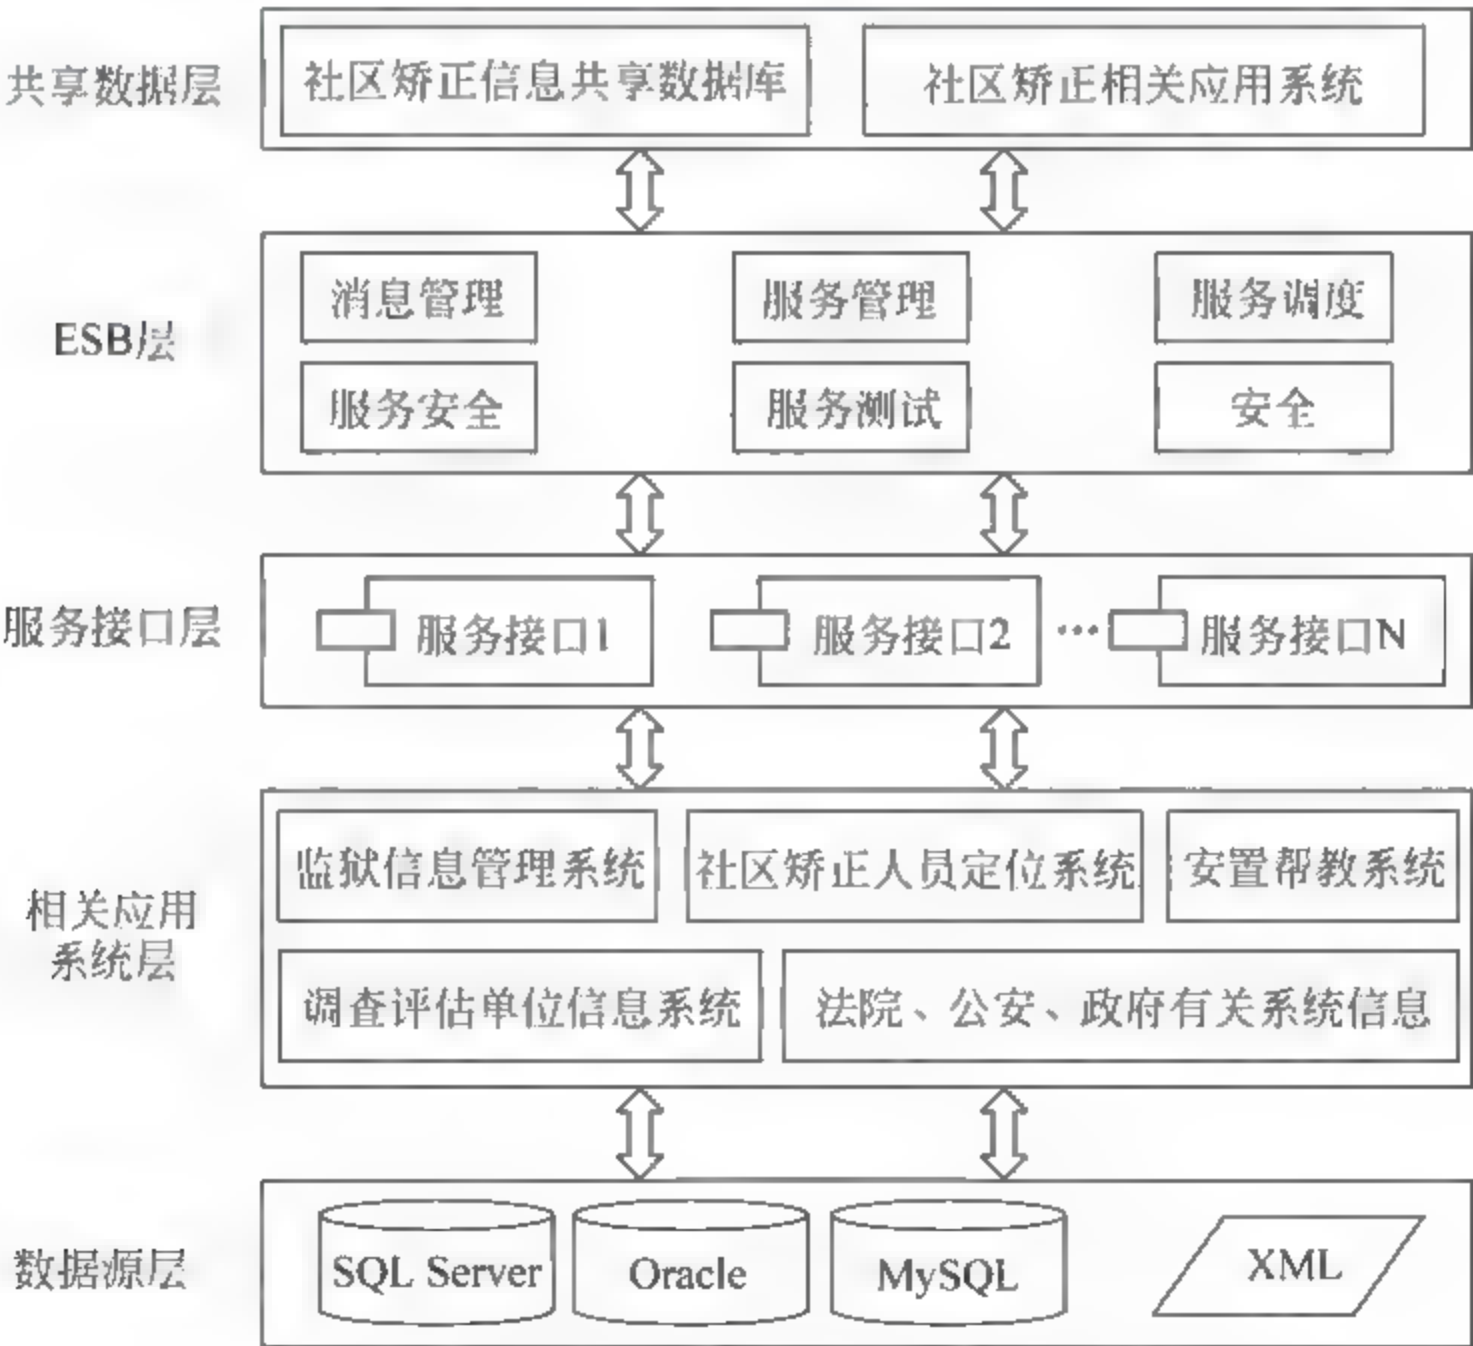 共享数据层
社区矫正信息共享数据库
社区矫正相关应用系统
ESB层
消息管理
服务管理
服务调度
服务安全
服务测试
安全
服务接口层
服务接口1
服务接口2
…
服务接口N
相关应用
系统层
监狱信息管理系统
社区矫正人员定位系统
安置帮教系统
调查评估单位信息系统
法院、公安、政府有关系统信息
数据源层
SQL Server
Oracle
MySQL
XML